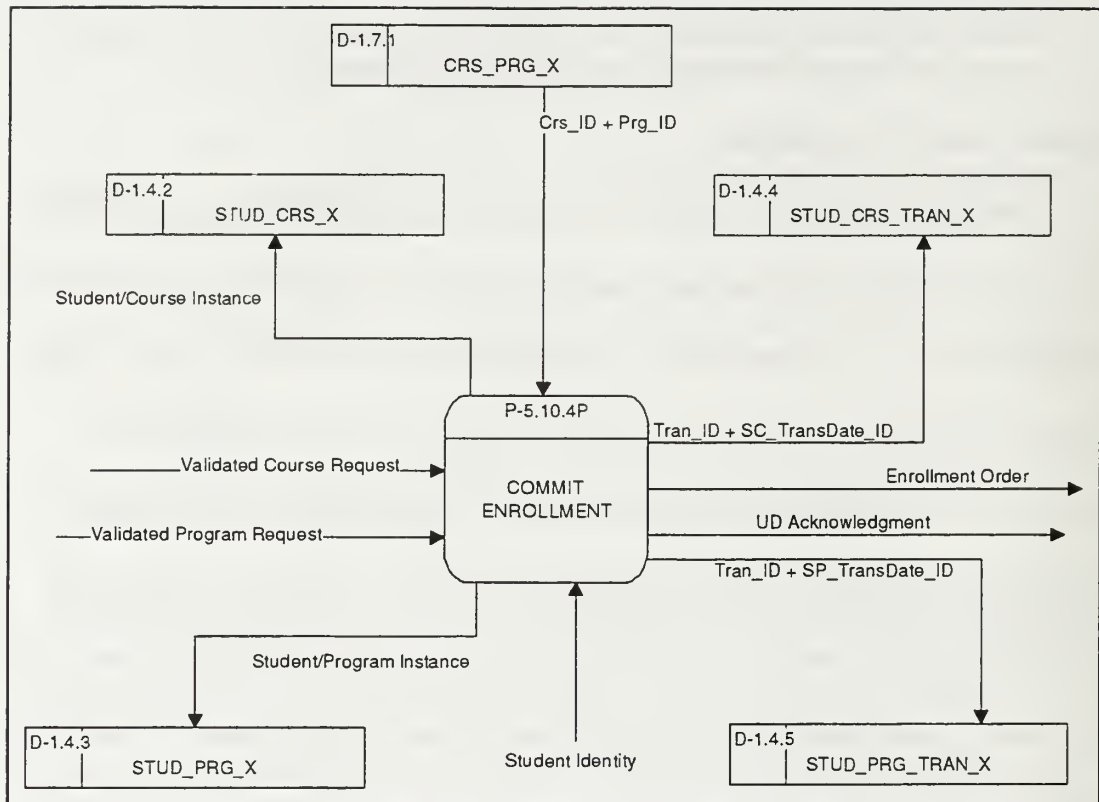 D-1.7.1
CRS_PRG_X
Crs_ID + Prg_ID
D-1.4.2
STUD_CRS_X
D-1.4.4
STUD_CRS_TRAN_X
Student/Course Instance
P-5.10.4P
Tran_ID + SC_TransDate_ID
Validated Course Request
COMMIT
ENROLLMENT
Enrollment Order
UD Acknowledgment
Validated Program Request
Tran_ID + SP_TransDate_ID
Student/Program Instance
D-1.4.3
STUD_PRG_X
Student Identity
D-1.4.5
STUD_PRG_TRAN_X